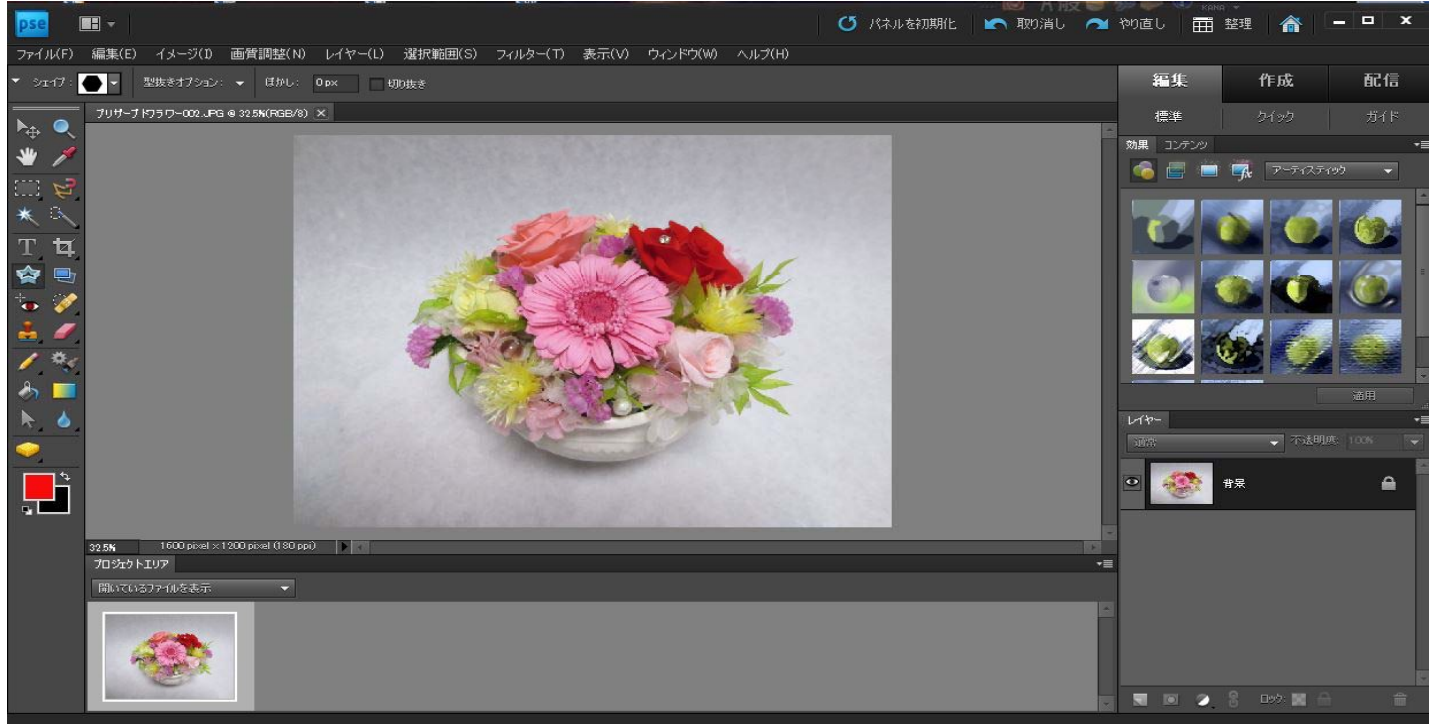 pse
パネルを初期化 取り消し やり直し 整理
ファイル(F) 編集(E) イメージ(I) 画質調整(N) レイヤー(L) 選択範囲(S) フィルター(T) 表示(V) ウィンドウ(W) ヘルプ(H)
シェイプ: 型抜きオプション: ぼかし: 0 px 切り抜き
編集 作成 配信
プリザーブドフラワー-002.JPG @ 32.5%(RGB/8)
標準 クイック ガイド
効果 コンテンツ
アーティスティック
適用
レイヤー
通常 不透明度: 100%
背景
32.5% 1600 pixel × 1200 pixel (180 ppi)
プロジェクトエリア
開いているファイルを表示
ロック: